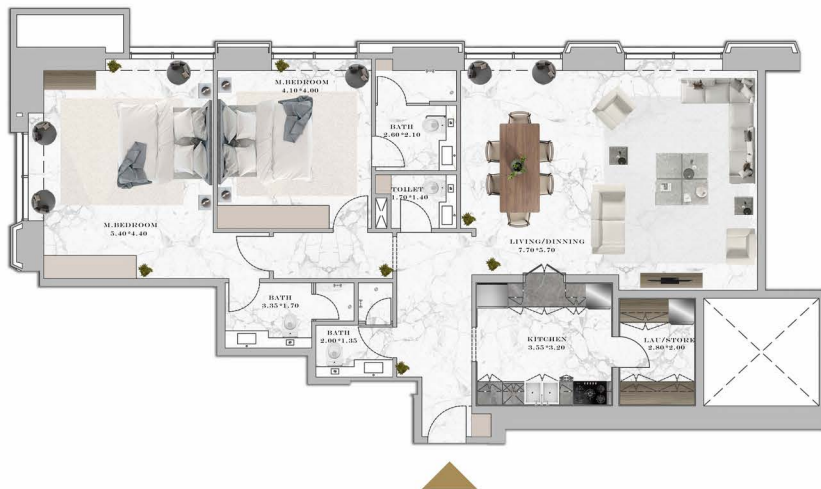 M.BEDROOM
4.10*4.00
BATH
2.60*2.10
TOILET
1.70*1.40
M.BEDROOM
5.40*4.40
LIVING/DINNING
7.70*5.70
BATH
3.35*1.70
BATH
2.00*1.35
KITCHEN
3.55*3.20
LAU/STORE
2.80*2.00